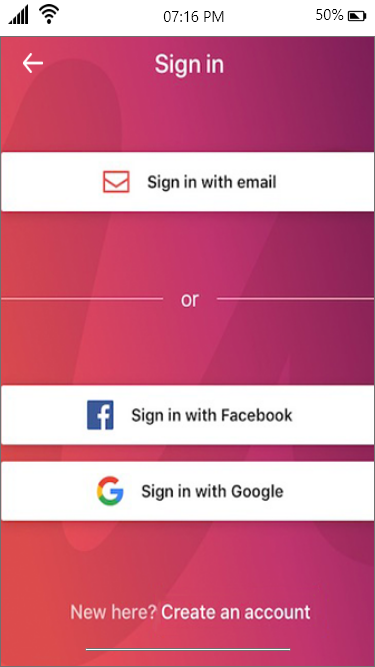 07:16 PM
50%
Sign in
Sign in with email
or
Sign in with Facebook
Sign in with Google
New here? Create an account